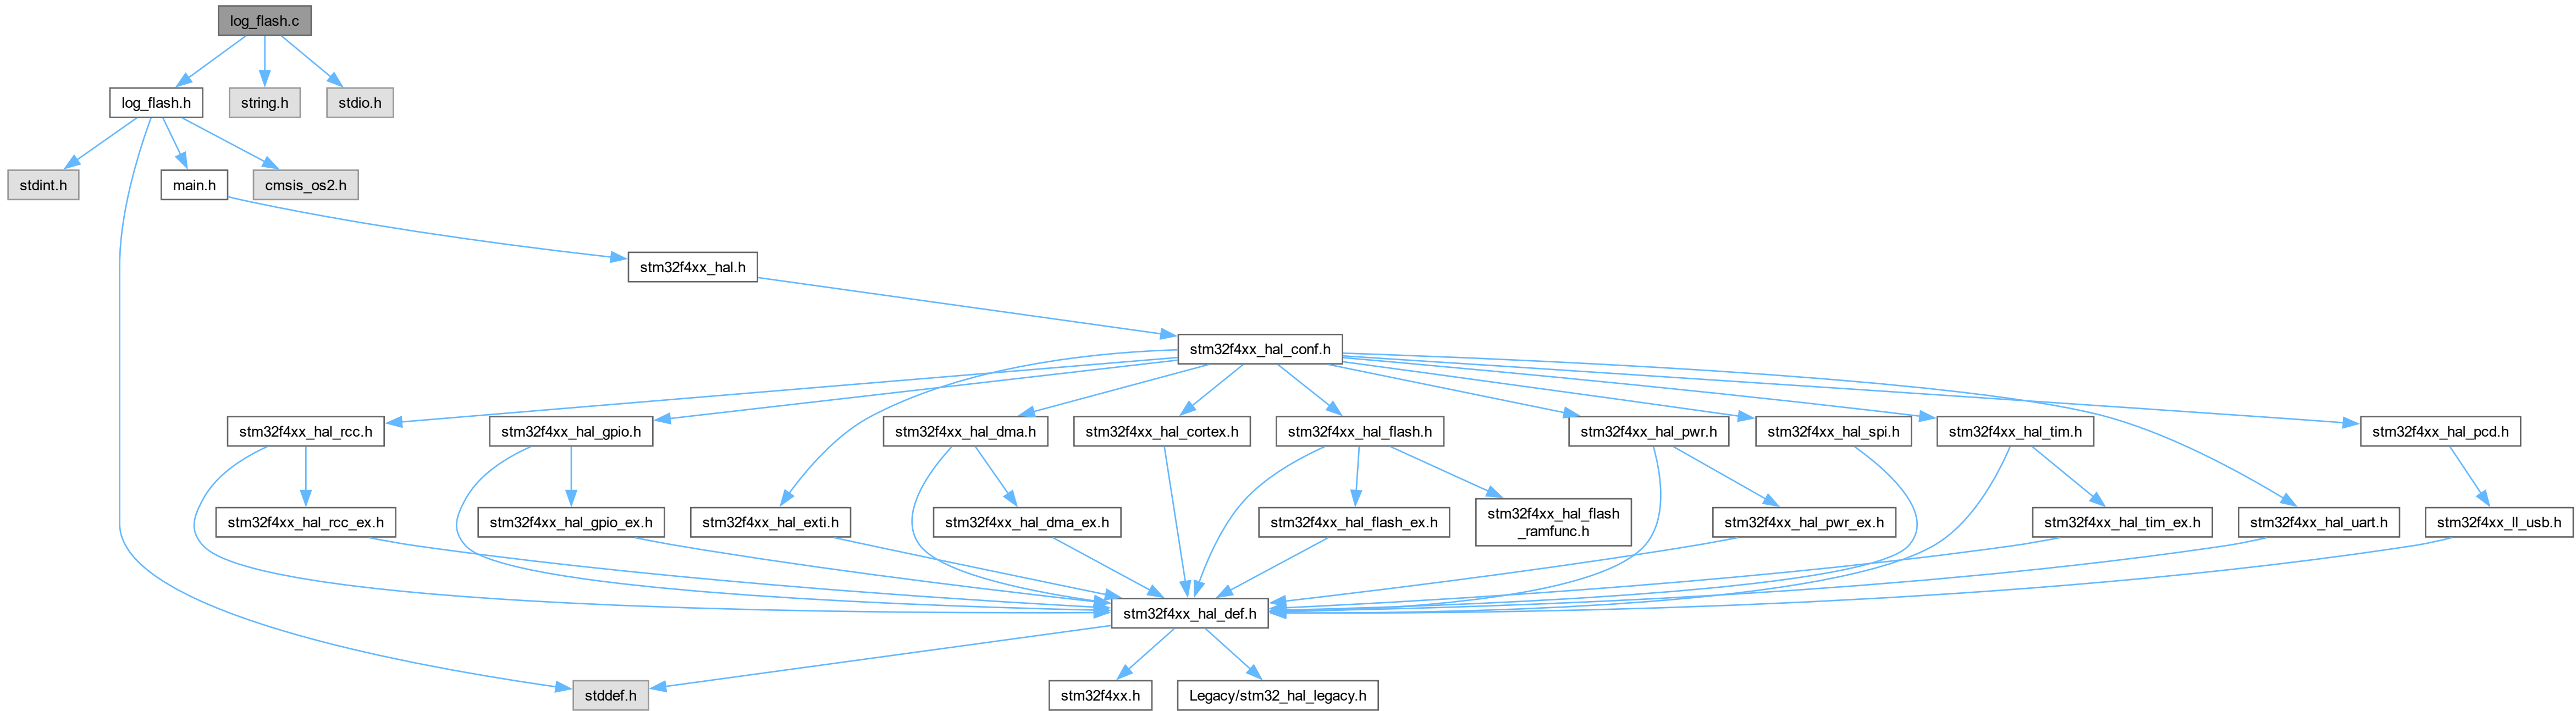 log_flash.c
log_flash.h
string.h
stdio.h
stdint.h
main.h
cmsis_os2.h
stm32f4xx_hal.h
stm32f4xx_hal_conf.h
stm32f4xx_hal_rcc.h
stm32f4xx_hal_gpio.h
stm32f4xx_hal_dma.h
stm32f4xx_hal_cortex.h
stm32f4xx_hal_flash.h
stm32f4xx_hal_pwr.h
stm32f4xx_hal_spi.h
stm32f4xx_hal_tim.h
stm32f4xx_hal_pcd.h
stm32f4xx_hal_rcc_ex.h
stm32f4xx_hal_gpio_ex.h
stm32f4xx_hal_exti.h
stm32f4xx_hal_dma_ex.h
stm32f4xx_hal_flash_ex.h
stm32f4xx_hal_flash
_ramfunc.h
stm32f4xx_hal_pwr_ex.h
stm32f4xx_hal_tim_ex.h
stm32f4xx_hal_uart.h
stm32f4xx_ll_usb.h
stm32f4xx_hal_def.h
stddef.h
stm32f4xx.h
Legacy/stm32_hal_legacy.h